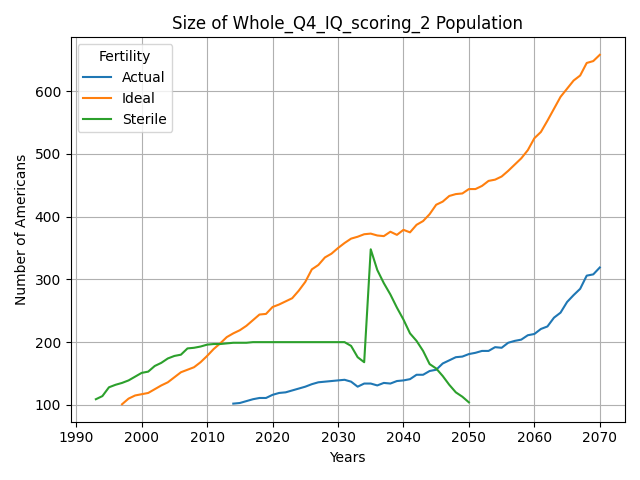 Size of Whole_Q4_IQ_scoring_2 Population
Fertility
Actual
Ideal
Sterile
Number of Americans
600
500
400
300
200
100
1990
2000
2010
2020
2030
2040
2050
2060
2070
Years